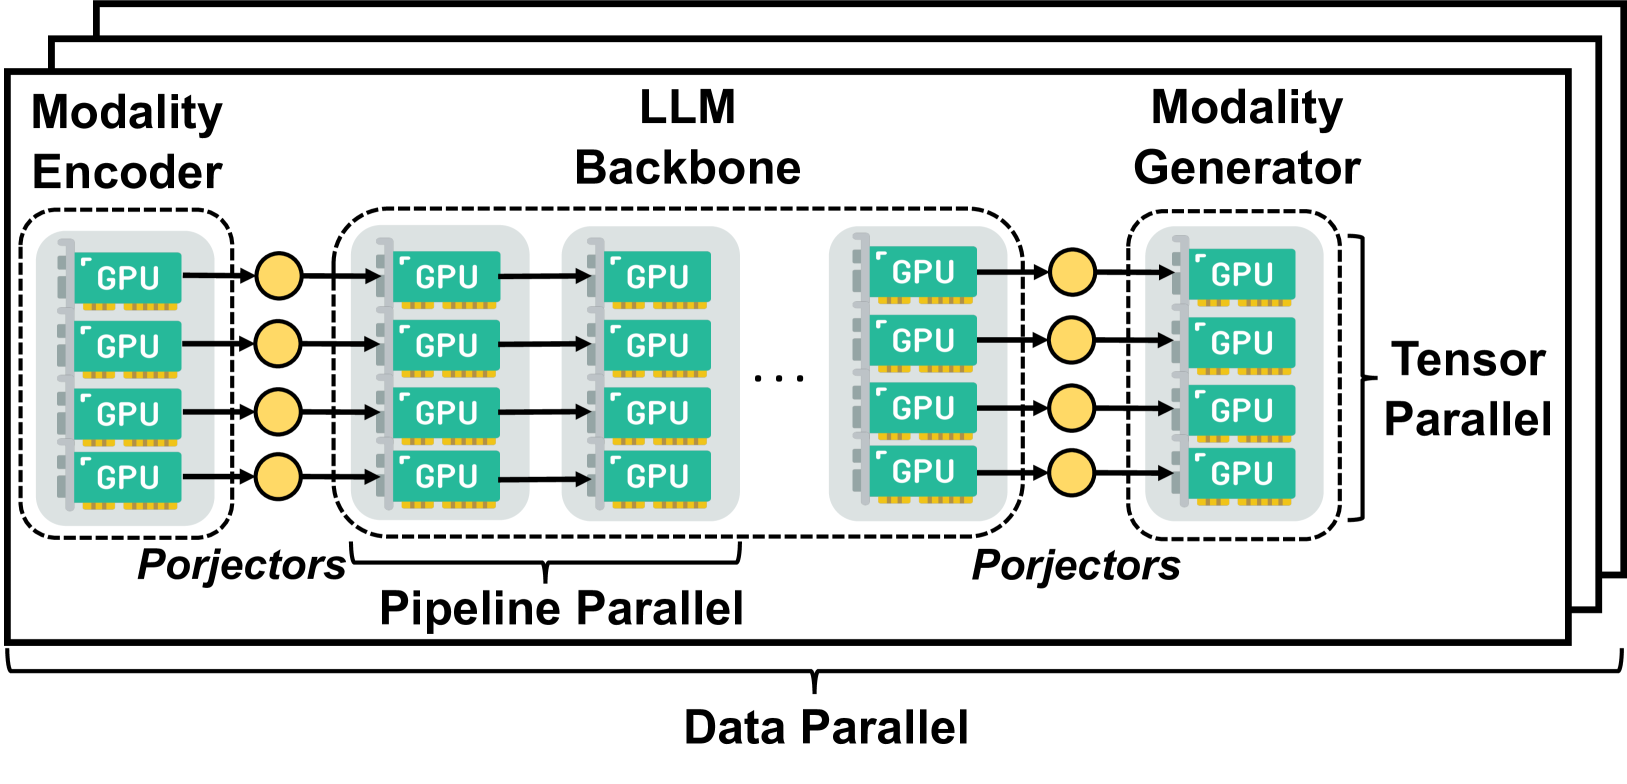 Modality
Encoder
LLM
Backbone
Modality
Generator
GPU GPU GPU GPU GPU
GPU GPU GPU GPU GPU
GPU GPU GPU GPU GPU
GPU GPU GPU GPU GPU
. . .
Tensor
Parallel
Porjectors
Porjectors
Pipeline Parallel
Data Parallel